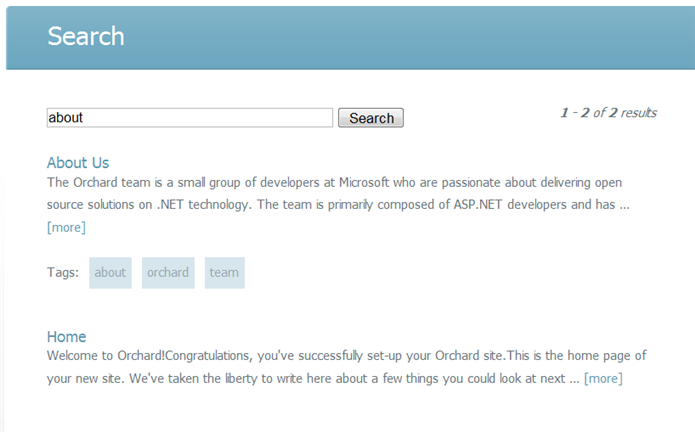 Search
about Search 1 - 2 of 2 results
About Us
The Orchard team is a small group of developers at Microsoft who are passionate about delivering open
source solutions on .NET technology. The team is primarily composed of ASP.NET developers and has ...
[more]
Tags: about orchard team
Home
Welcome to Orchard!Congratulations, you've successfully set-up your Orchard site.This is the home page of
your new site. We've taken the liberty to write here about a few things you could look at next ... [more]